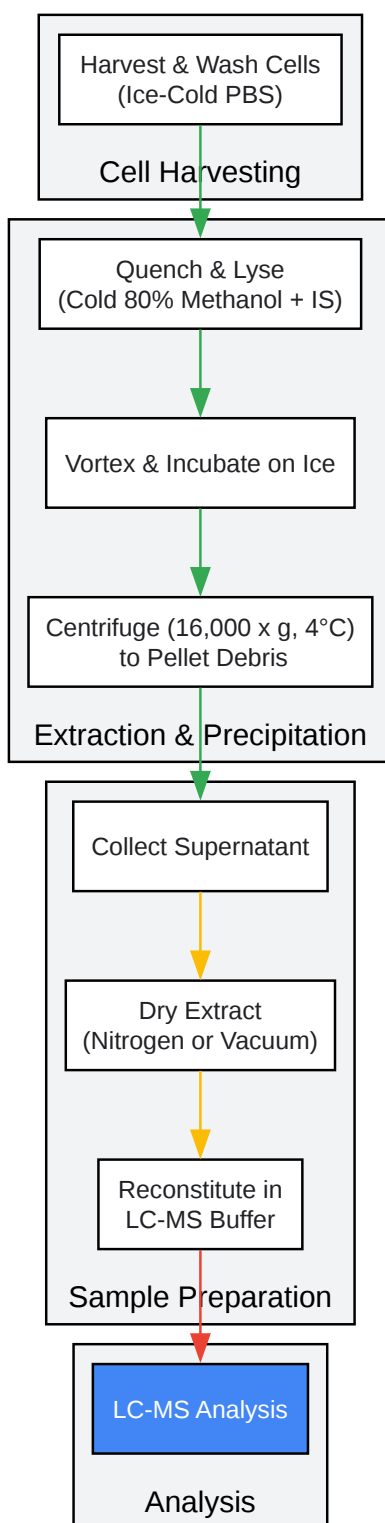 Harvest & Wash Cells
(Ice-Cold PBS)
Cell Harvesting
Quench & Lyse
(Cold 80% Methanol + IS)
Vortex & Incubate on Ice
Centrifuge (16,000 x g, 4°C)
to Pellet Debris
Extraction & Precipitation
Collect Supernatant
Dry Extract
(Nitrogen or Vacuum)
Reconstitute in
LC-MS Buffer
Sample Preparation
LC-MS Analysis
Analysis